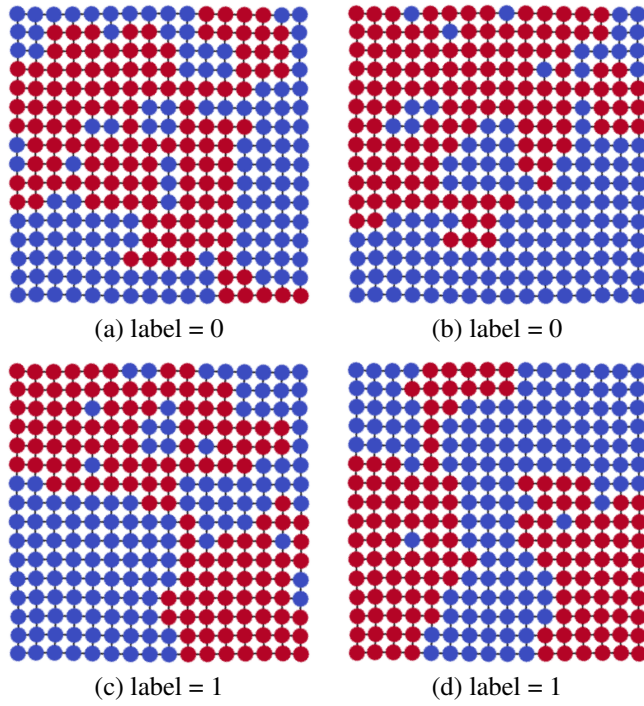 (a) label = 0
(b) label = 0
(c) label = 1
(d) label = 1